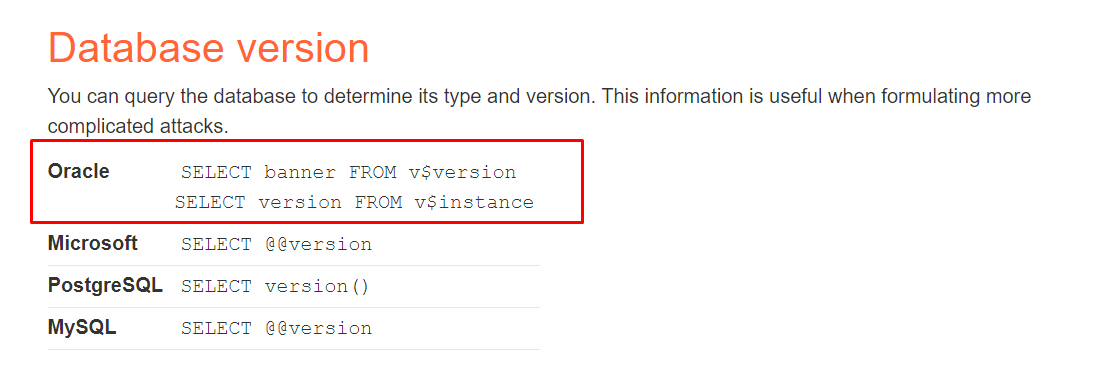 Database version
You can query the database to determine its type and version. This information is useful when formulating more
complicated attacks.
Oracle SELECT banner FROM v$version
SELECT version FROM v$instance
Microsoft SELECT @@version
PostgreSQL SELECT version()
MySQL SELECT @@version